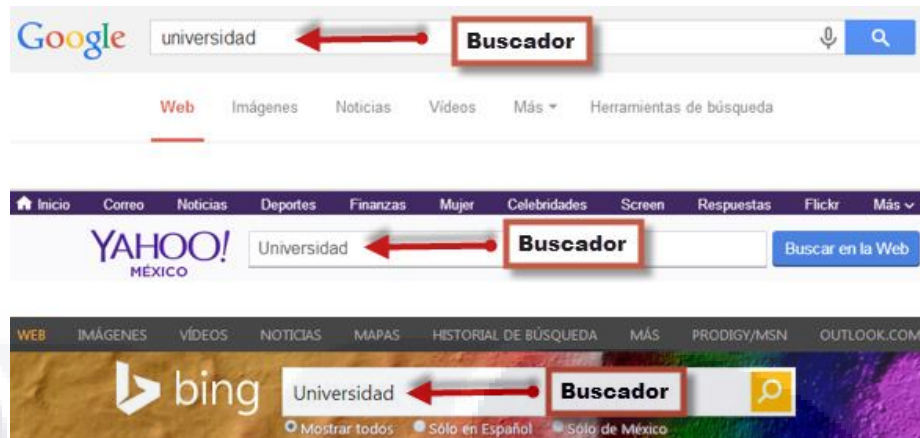 Google universidad Buscador
Web Imágenes Noticias Vídeos Más Herramientas de búsqueda
Inicio Correo Noticias Deportes Finanzas Mujer Celebridades Screen Respuestas Flickr Más
YAHOO! Universidad Buscador Buscar en la Web
MÉXICO
WEB IMÁGENES VÍDEOS NOTICIAS MAPAS HISTORIAL DE BÚSQUEDA MÁS PRODIGY/MSN OUTLOOK.COM
bing Universidad Buscador
Mostrar todos Sólo en Español Sólo de México